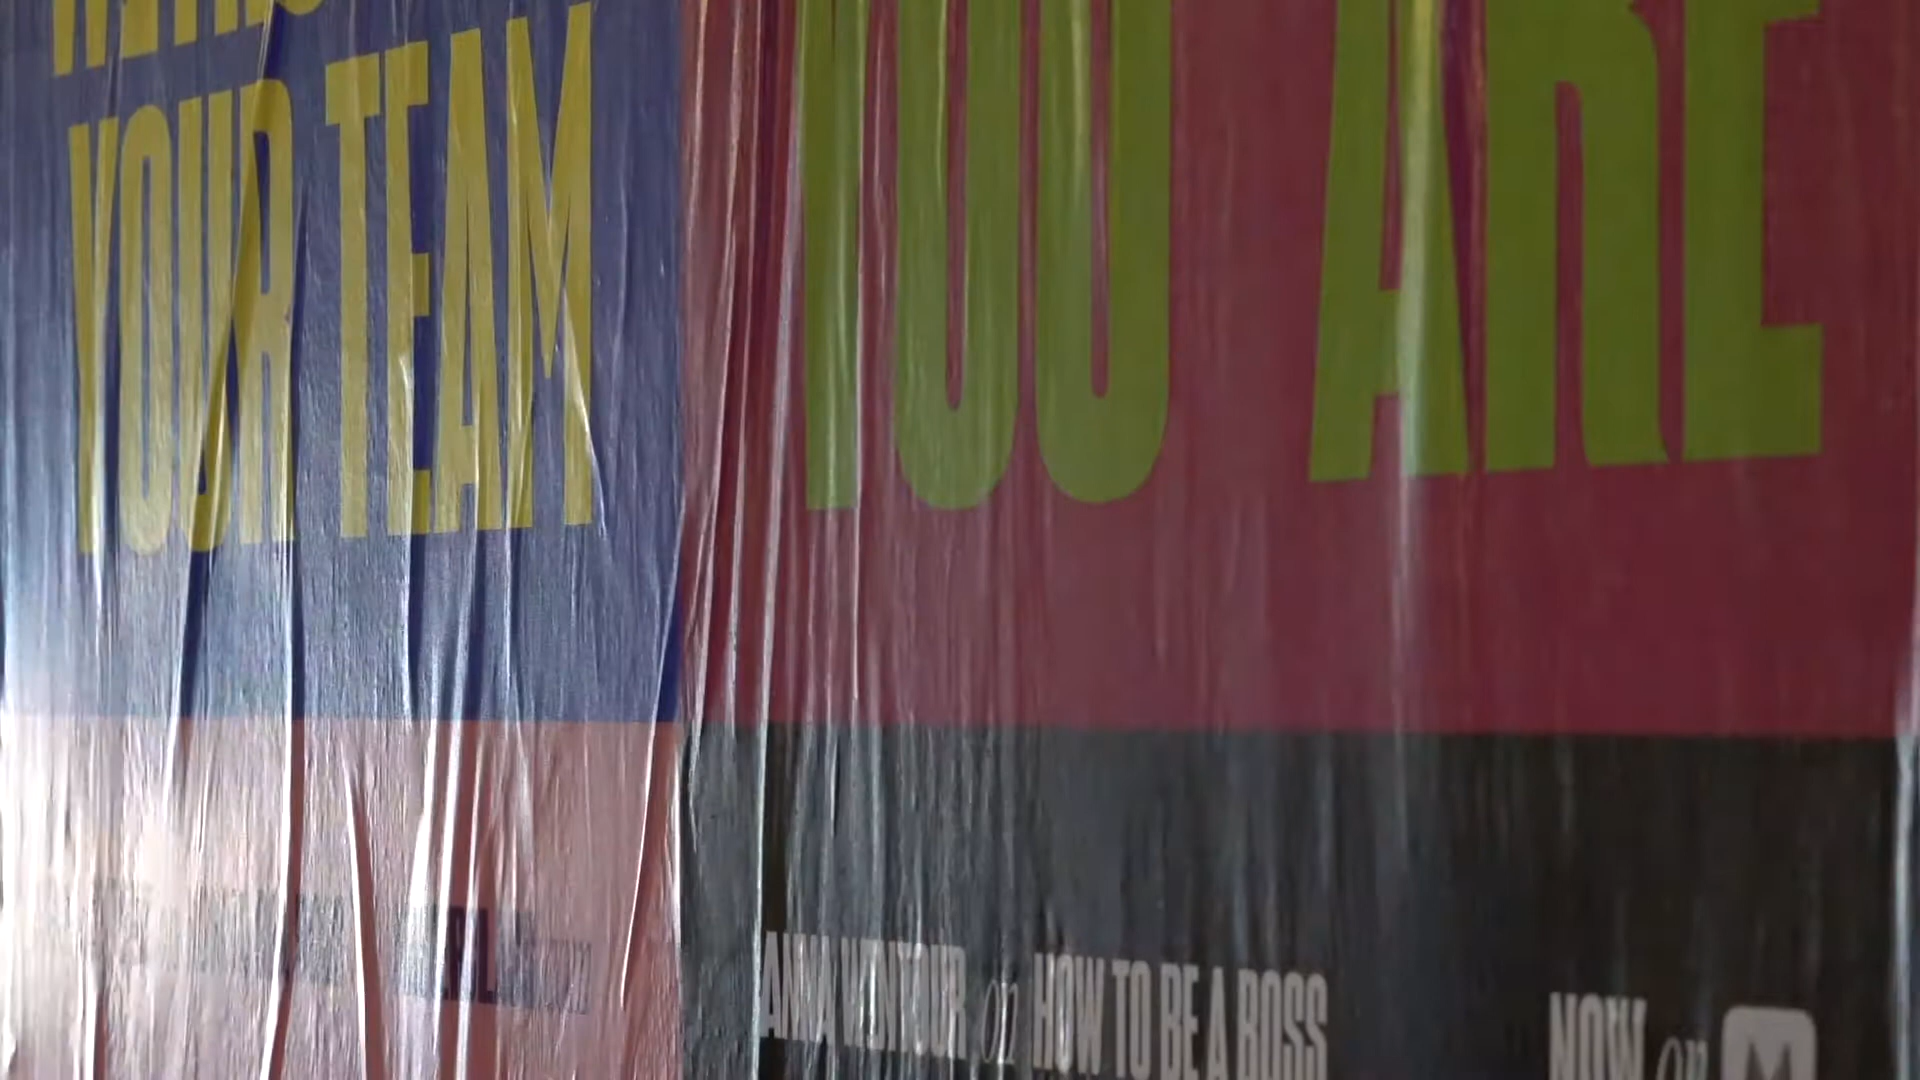 YOUR TEAM
YOU ARE
ANNA WINTOUR on HOW TO BE A BOSS
NOW on M